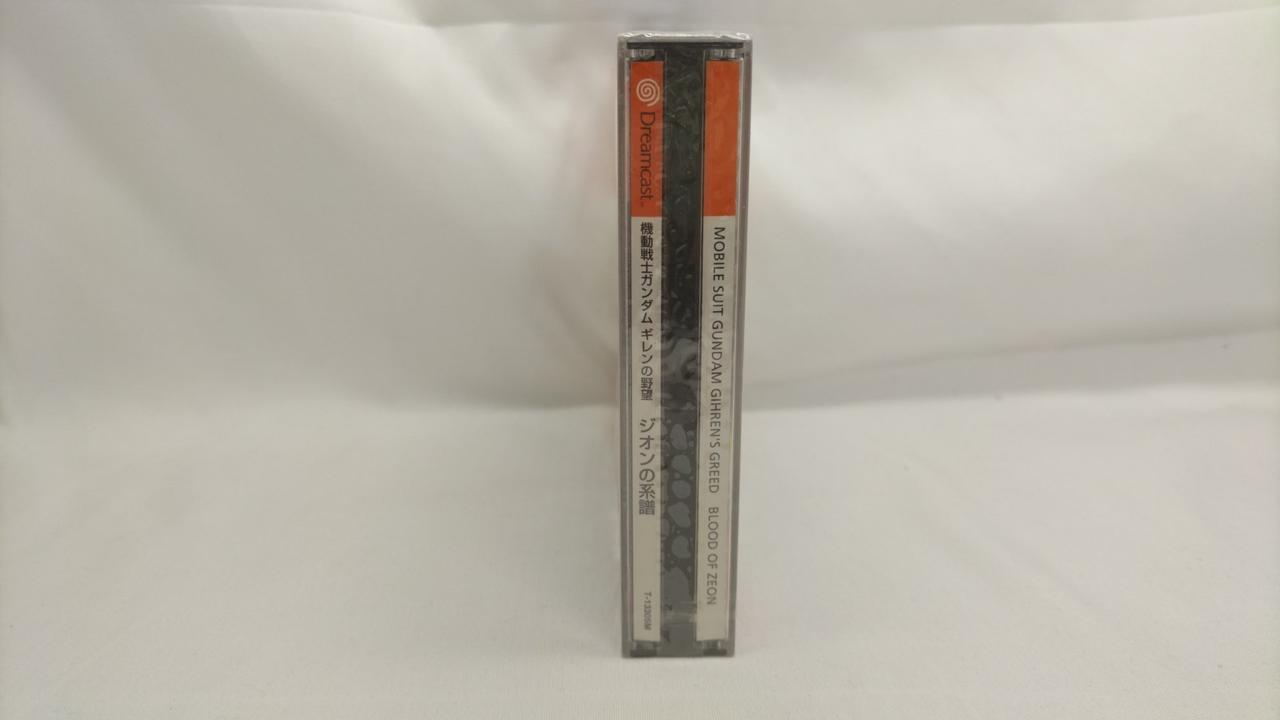 Dreamcast
機動戦士ガンダム ギレンの野望 ジオンの系譜
T-13305M
MOBILE SUIT GUNDAM GIHREN'S GREED BLOOD OF ZEON